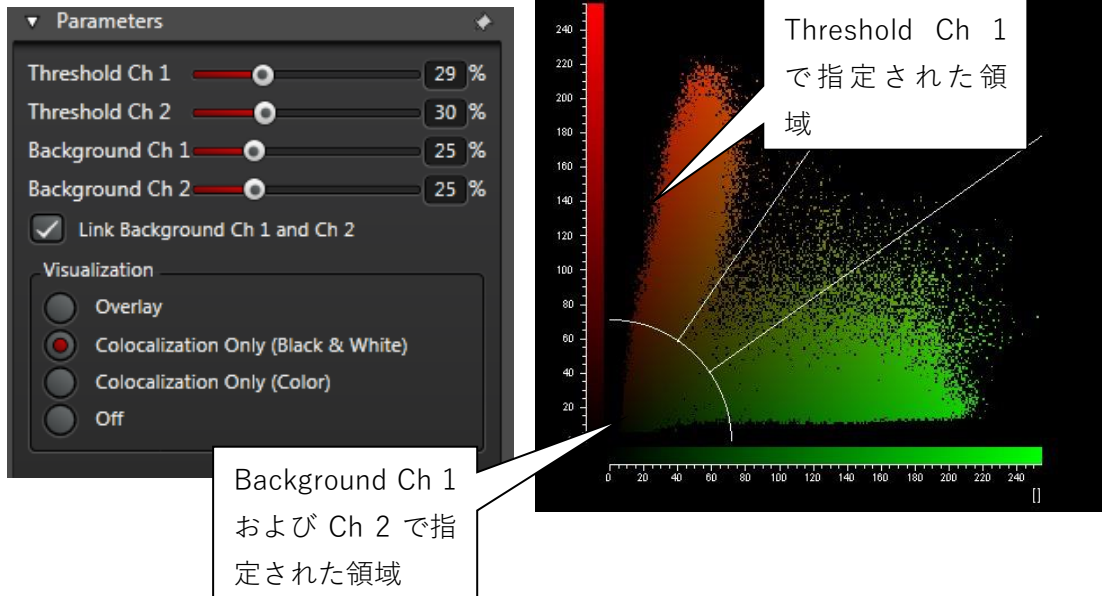 Parameters
Threshold Ch 1 29 %
Threshold Ch 2 30 %
Background Ch 1 25 %
Background Ch 2 25 %
Link Background Ch 1 and Ch 2
Visualization
Overlay
Colocalization Only (Black & White)
Colocalization Only (Color)
Off
Background Ch 1
および Ch 2 で指
定された領域
Threshold Ch 1
で指定された領
域
240
220
200
180
160
140
120
100
80
60
40
20
0 20 40 60 80 100 120 140 160 180 200 220 240
[]